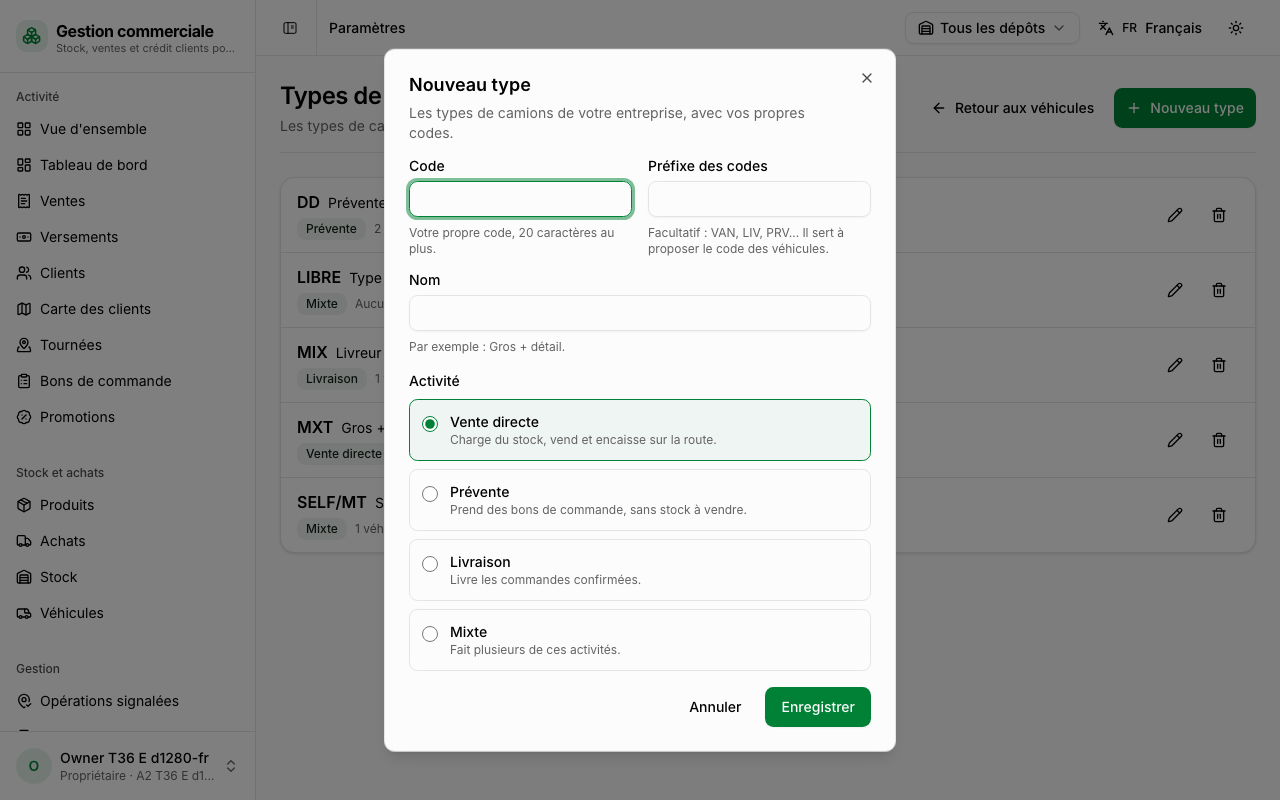 Gestion commerciale
Stock, ventes et crédit clients po...
Paramètres
Tous les dépôts
FR Français
Activité
Vue d'ensemble
Tableau de bord
Ventes
Versements
Clients
Carte des clients
Tournées
Bons de commande
Promotions
Stock et achats
Produits
Achats
Stock
Véhicules
Gestion
Opérations signalées
O
Owner T36 E d1280-fr
Propriétaire · A2 T36 E d1...
Types de
Les types de ca
Retour aux véhicules
Nouveau type
DD Prévente
Prévente 2
LIBRE Type
Mixte Aucu
MIX Livreur
Livraison 1
MXT Gros +
Vente directe
SELF/MT S
Mixte 1 véh
Nouveau type
Les types de camions de votre entreprise, avec vos propres
codes.
Code
Préfixe des codes
Votre propre code, 20 caractères au
plus.
Facultatif : VAN, LIV, PRV... Il sert à
proposer le code des véhicules.
Nom
Par exemple : Gros + détail.
Activité
Vente directe
Charge du stock, vend et encaisse sur la route.
Prévente
Prend des bons de commande, sans stock à vendre.
Livraison
Livre les commandes confirmées.
Mixte
Fait plusieurs de ces activités.
Annuler
Enregistrer